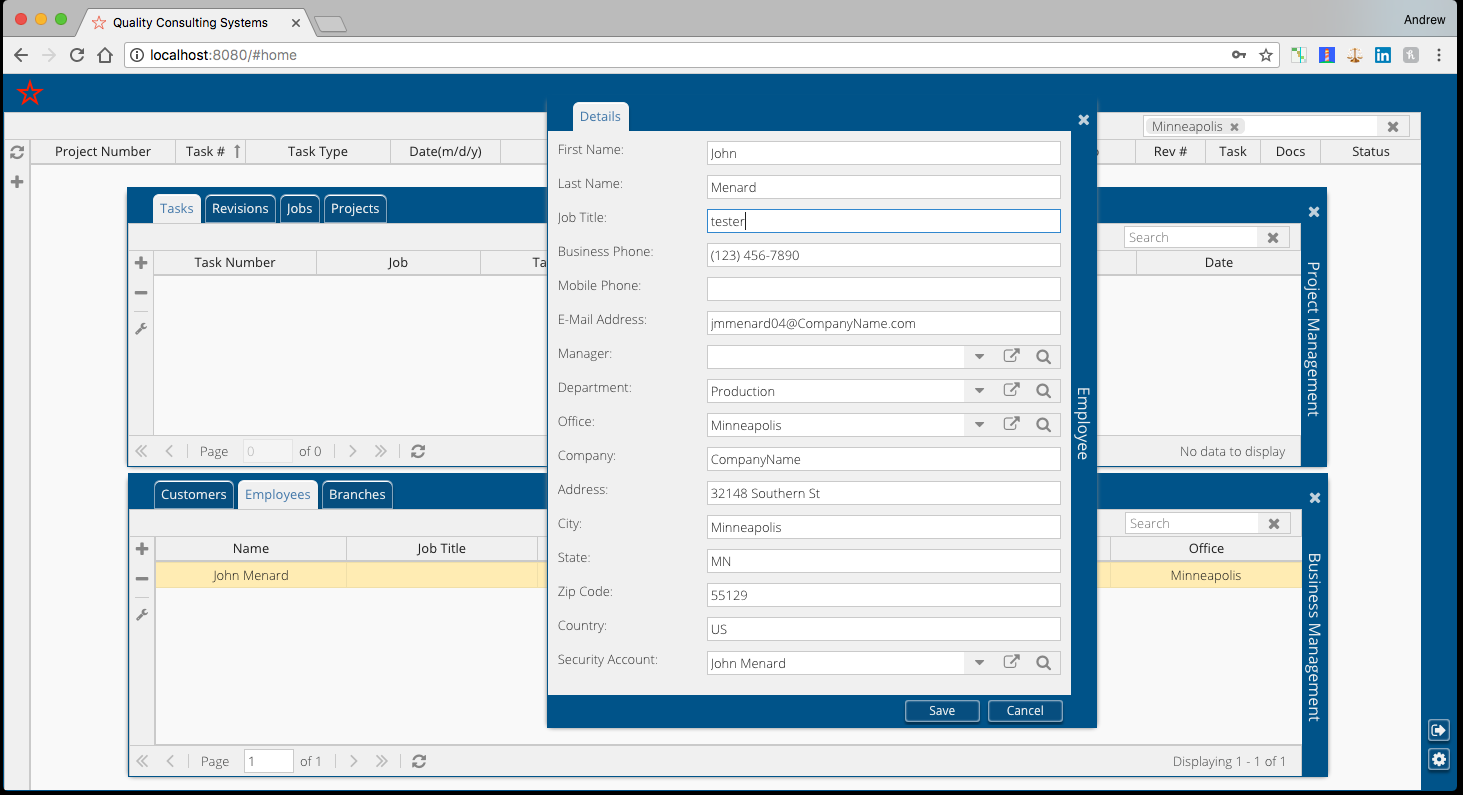 Quality Consulting Systems
Andrew
localhost:8080/#home
Minneapolis
Project Number Task # Task Type Date(m/d/y) Rev # Task Docs Status
Details
First Name: John
Last Name: Menard
Job Title: tester
Business Phone: (123) 456-7890
Mobile Phone:
E-Mail Address: jmmenard04@CompanyName.com
Manager:
Department: Production
Office: Minneapolis
Company: CompanyName
Address: 32148 Southern St
City: Minneapolis
State: MN
Zip Code: 55129
Country: US
Security Account: John Menard
Save Cancel
Employee
Tasks Revisions Jobs Projects
Search
Task Number Job Date
Page 0 of 0 No data to display
Project Management
Customers Employees Branches
Search
Name Job Title Office
John Menard Minneapolis
Page 1 of 1 Displaying 1 - 1 of 1
Business Management